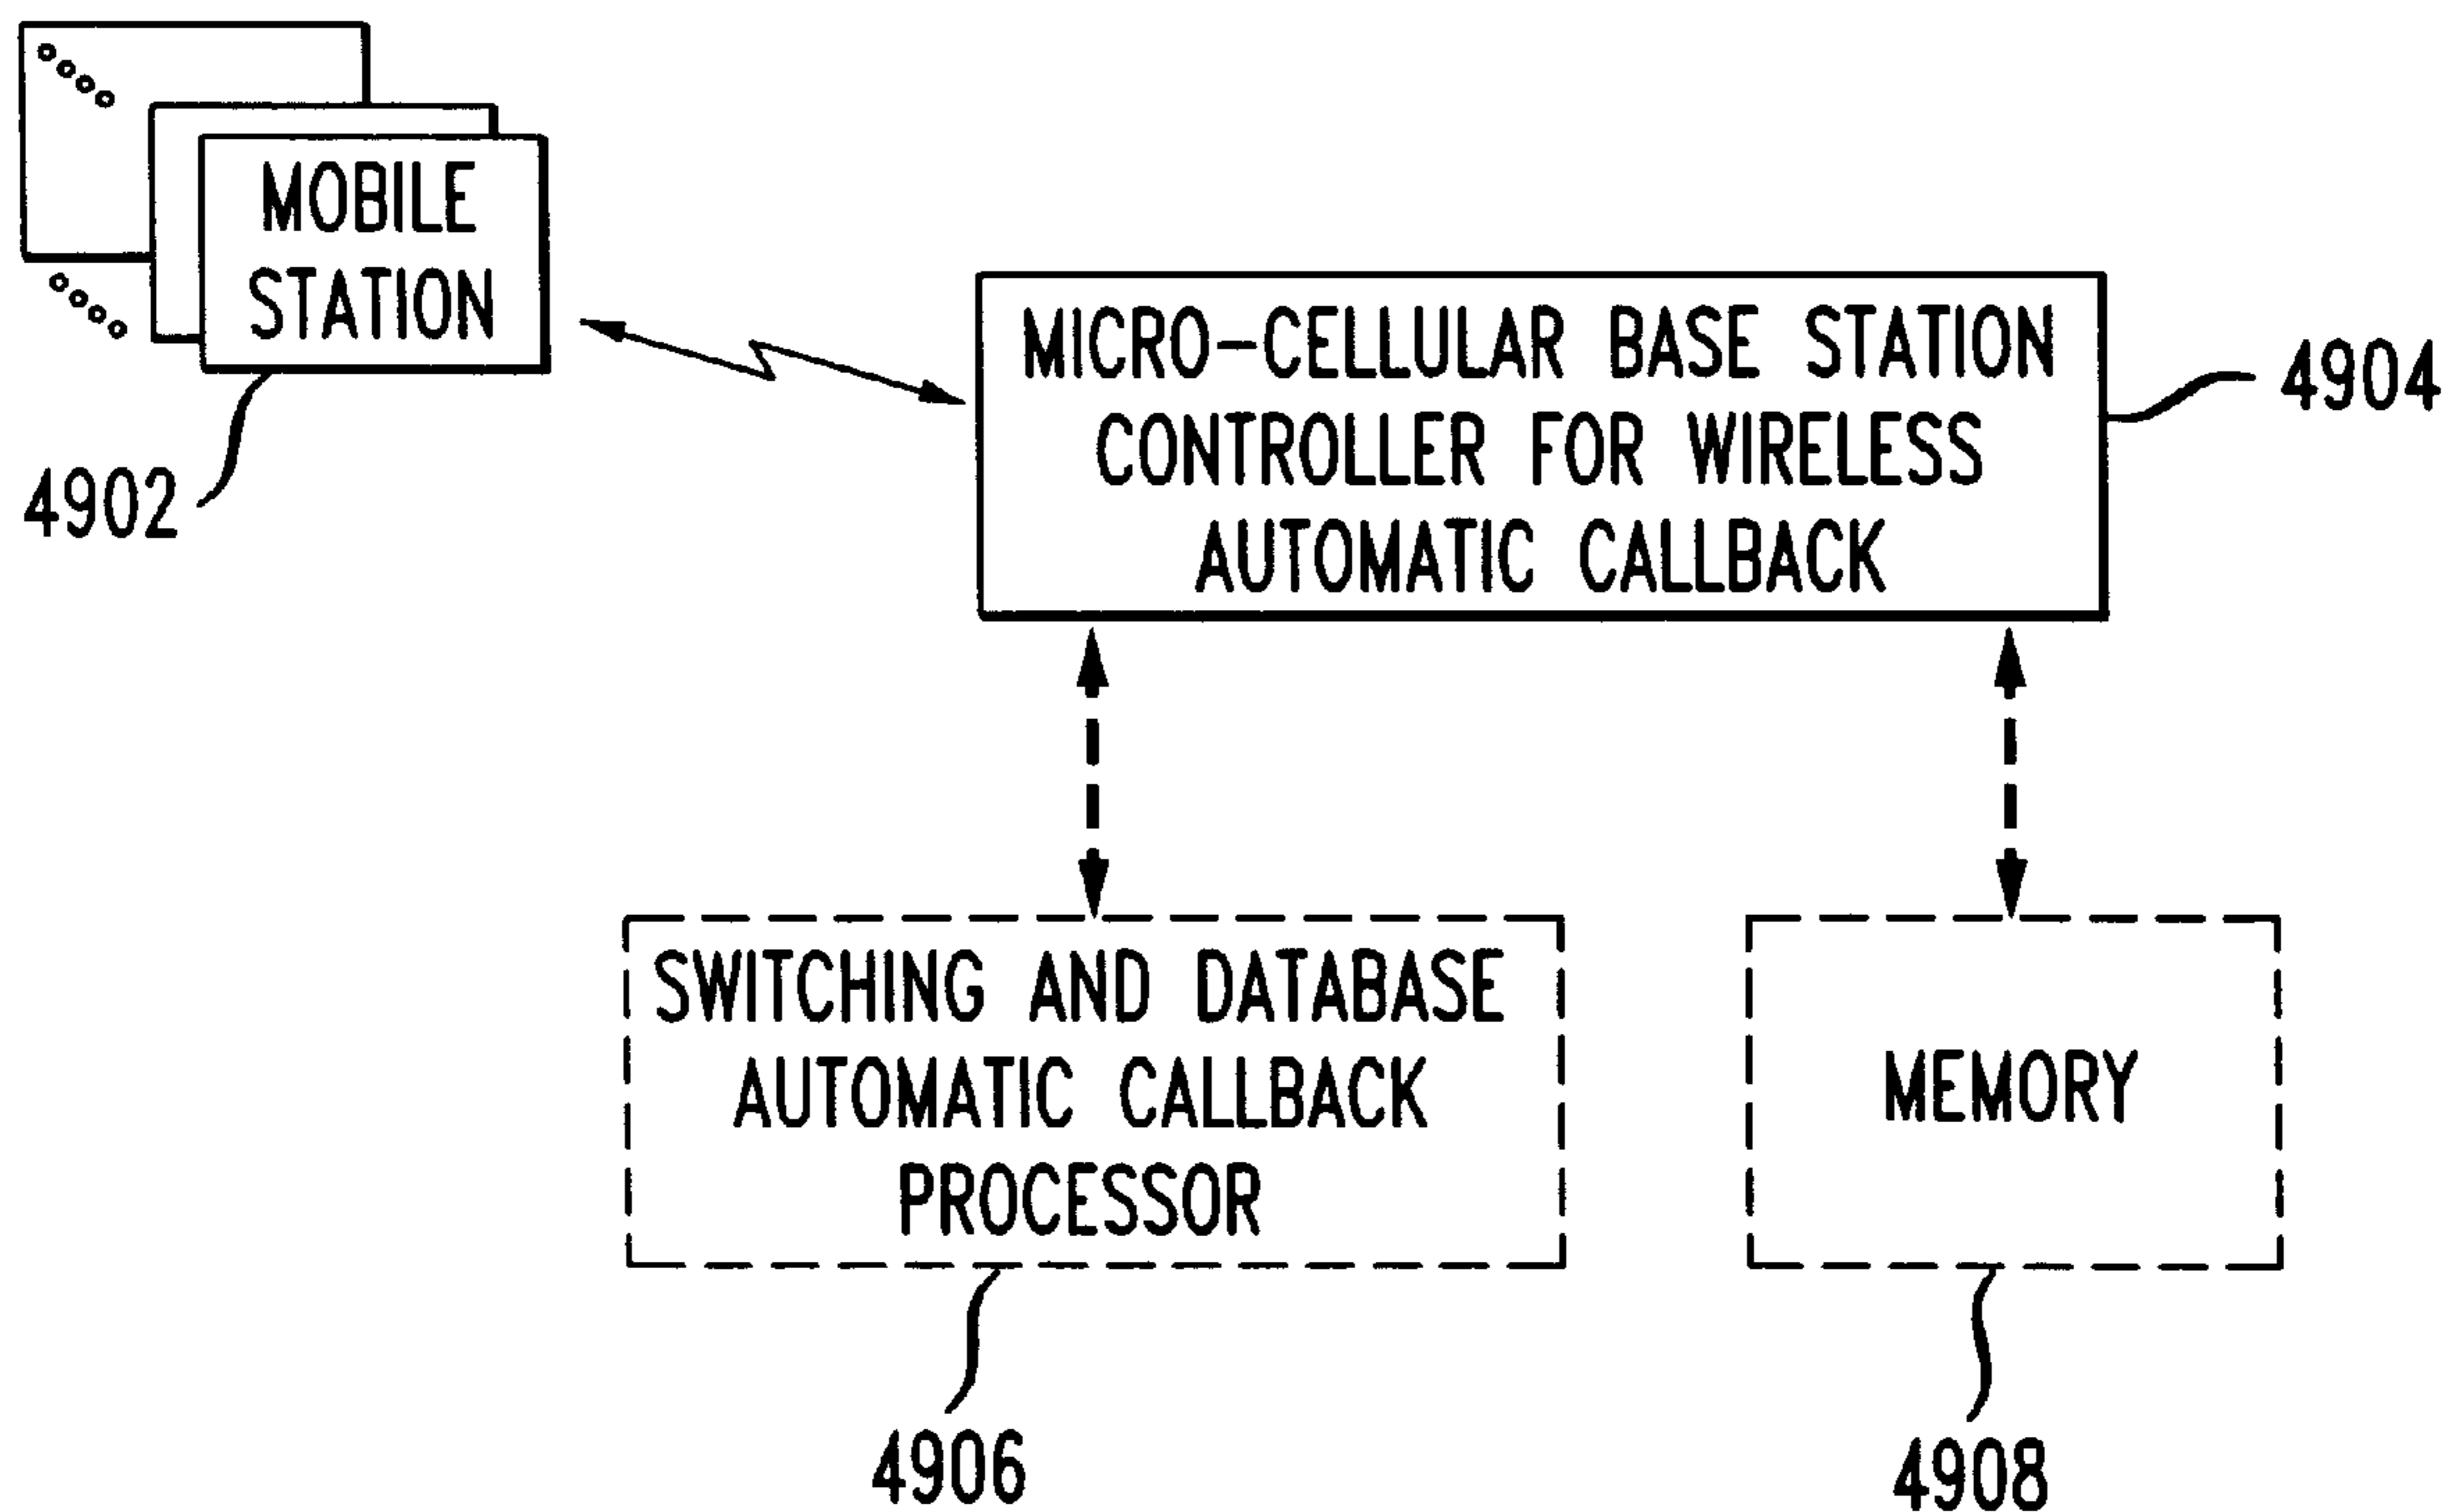 MOBILE
STATION
4902
MICRO-CELLULAR BASE STATION
CONTROLLER FOR WIRELESS
AUTOMATIC CALLBACK
4904
SWITCHING AND DATABASE
AUTOMATIC CALLBACK
PROCESSOR
4906
MEMORY
4908